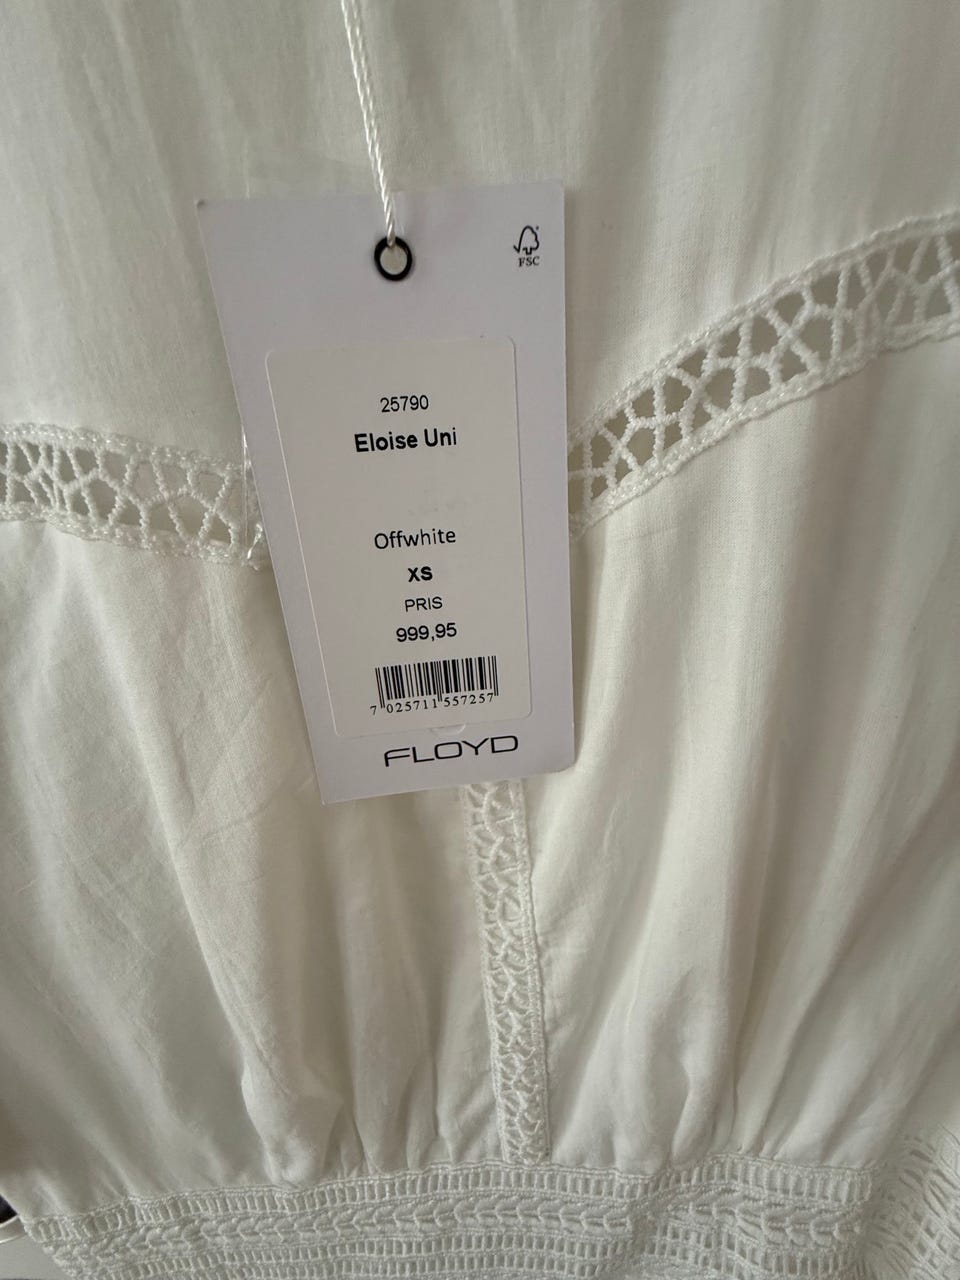 FSC
25790
Eloise Uni
Offwhite
XS
PRIS
999,95
7 025711 557257
FLOYD